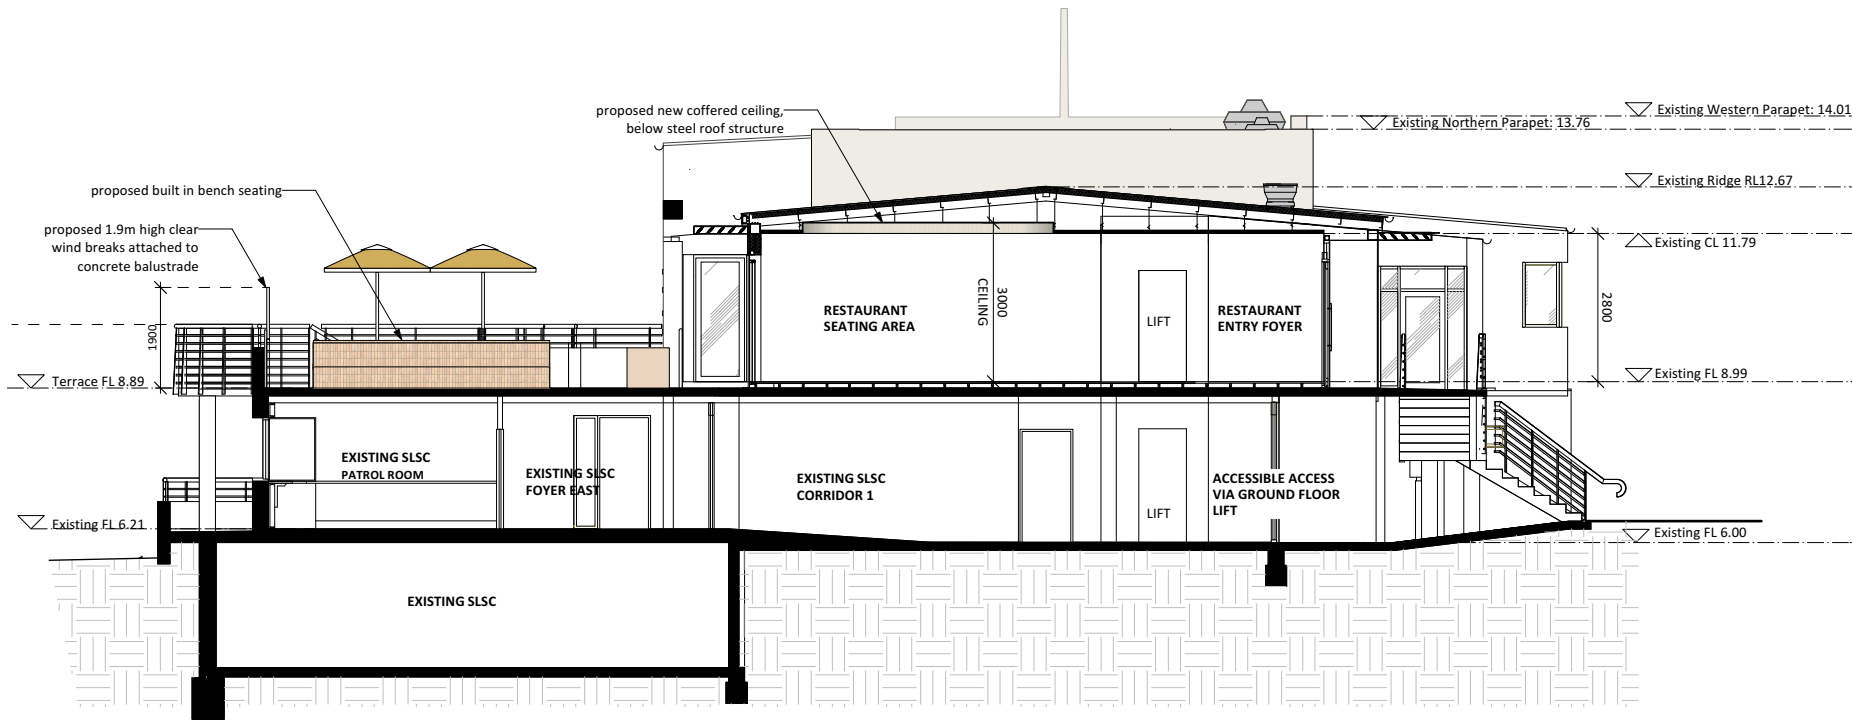 proposed new coffered ceiling,
below steel roof structure
Existing Western Parapet: 14.01
Existing Northern Parapet: 13.76
proposed built in bench seating
Existing Ridge RL12.67
proposed 1.9m high clear
wind breaks attached to
concrete balustrade
Existing CL 11.79
1900
RESTAURANT
SEATING AREA
3000
CEILING
LIFT
RESTAURANT
ENTRY FOYER
2800
Terrace FL 8.89
Existing FL 8.99
EXISTING SLSC
PATROL ROOM
EXISTING SLSC
FOYER EAST
EXISTING SLSC
CORRIDOR 1
LIFT
ACCESSIBLE ACCESS
VIA GROUND FLOOR
LIFT
Existing FL 6.21
Existing FL 6.00
EXISTING SLSC